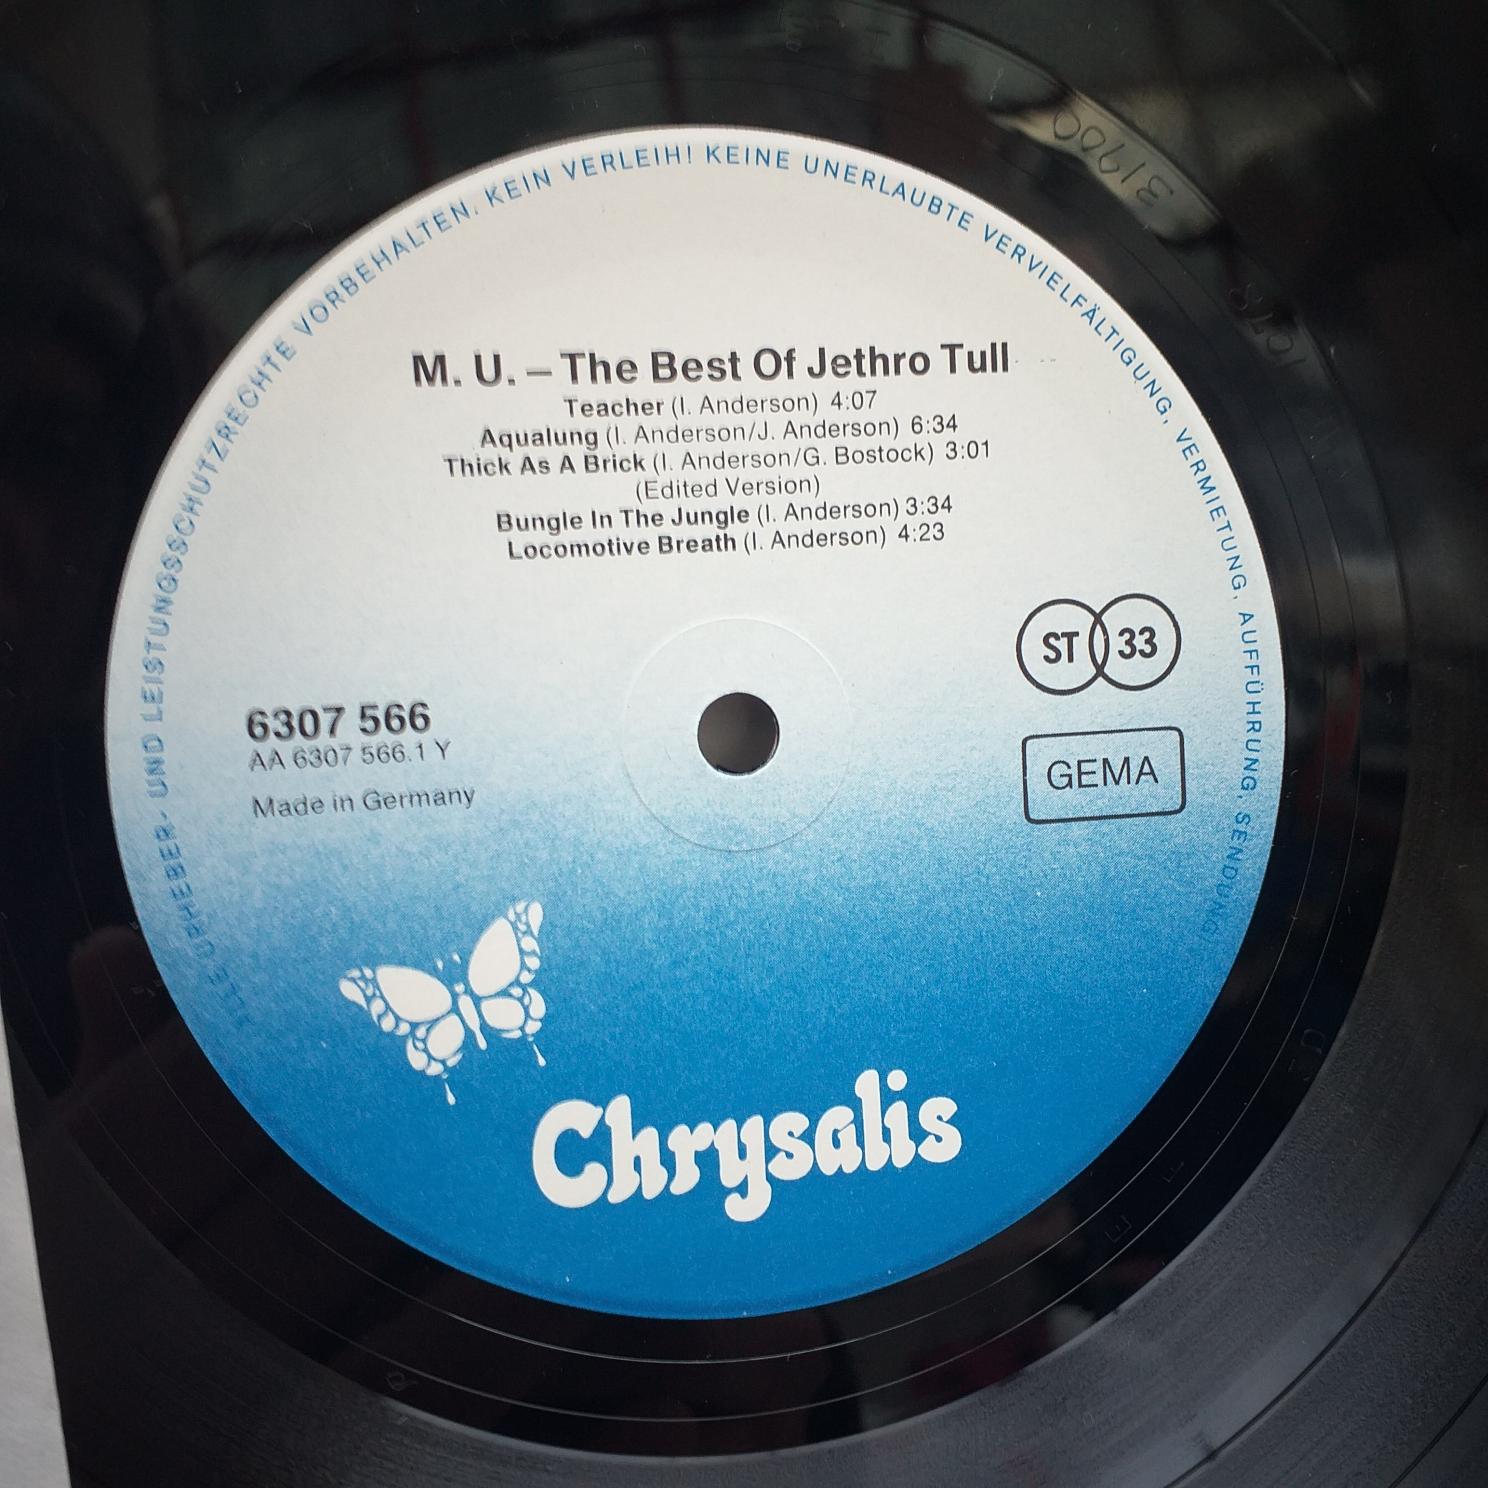 ALLE URHEBER- UND LEISTUNGSSCHUTZRECHTE VORBEHALTEN. KEIN VERLEIH! KEINE UNERLAUBTE VERVIELFÄLTIGUNG, VERMIETUNG, AUFFÜHRUNG, SENDUNG!
M. U. – The Best Of Jethro Tull
Teacher (I. Anderson) 4:07
Aqualung (I. Anderson/J. Anderson) 6:34
Thick As A Brick (I. Anderson/G. Bostock) 3:01
(Edited Version)
Bungle In The Jungle (I. Anderson) 3:34
Locomotive Breath (I. Anderson) 4:23
ST 33
6307 566
AA 6307 566.1 Y
GEMA
Made in Germany
Chrysalis
31900